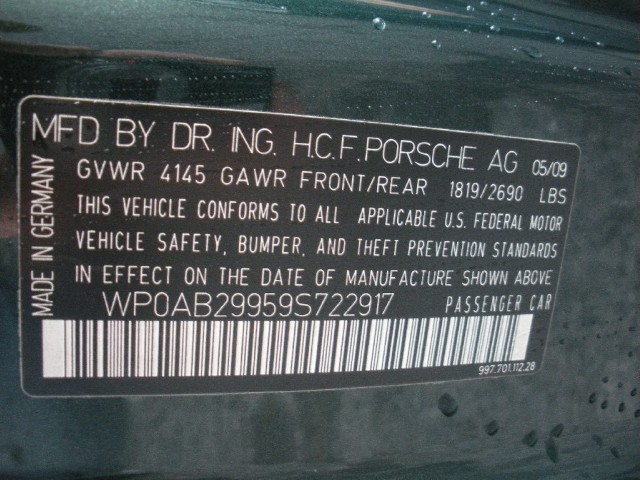 MFD BY DR. ING. H.C.F. PORSCHE AG 05/09
GVWR 4145 GAWR FRONT/REAR 1819/2690 LBS
THIS VEHICLE CONFORMS TO ALL APPLICABLE U.S. FEDERAL MOTOR
VEHICLE SAFETY, BUMPER, AND THEFT PREVENTION STANDARDS
IN EFFECT ON THE DATE OF MANUFACTURE SHOWN ABOVE
WP0AB29959S722917 PASSENGER CAR
997.701.112.28
MADE IN GERMANY